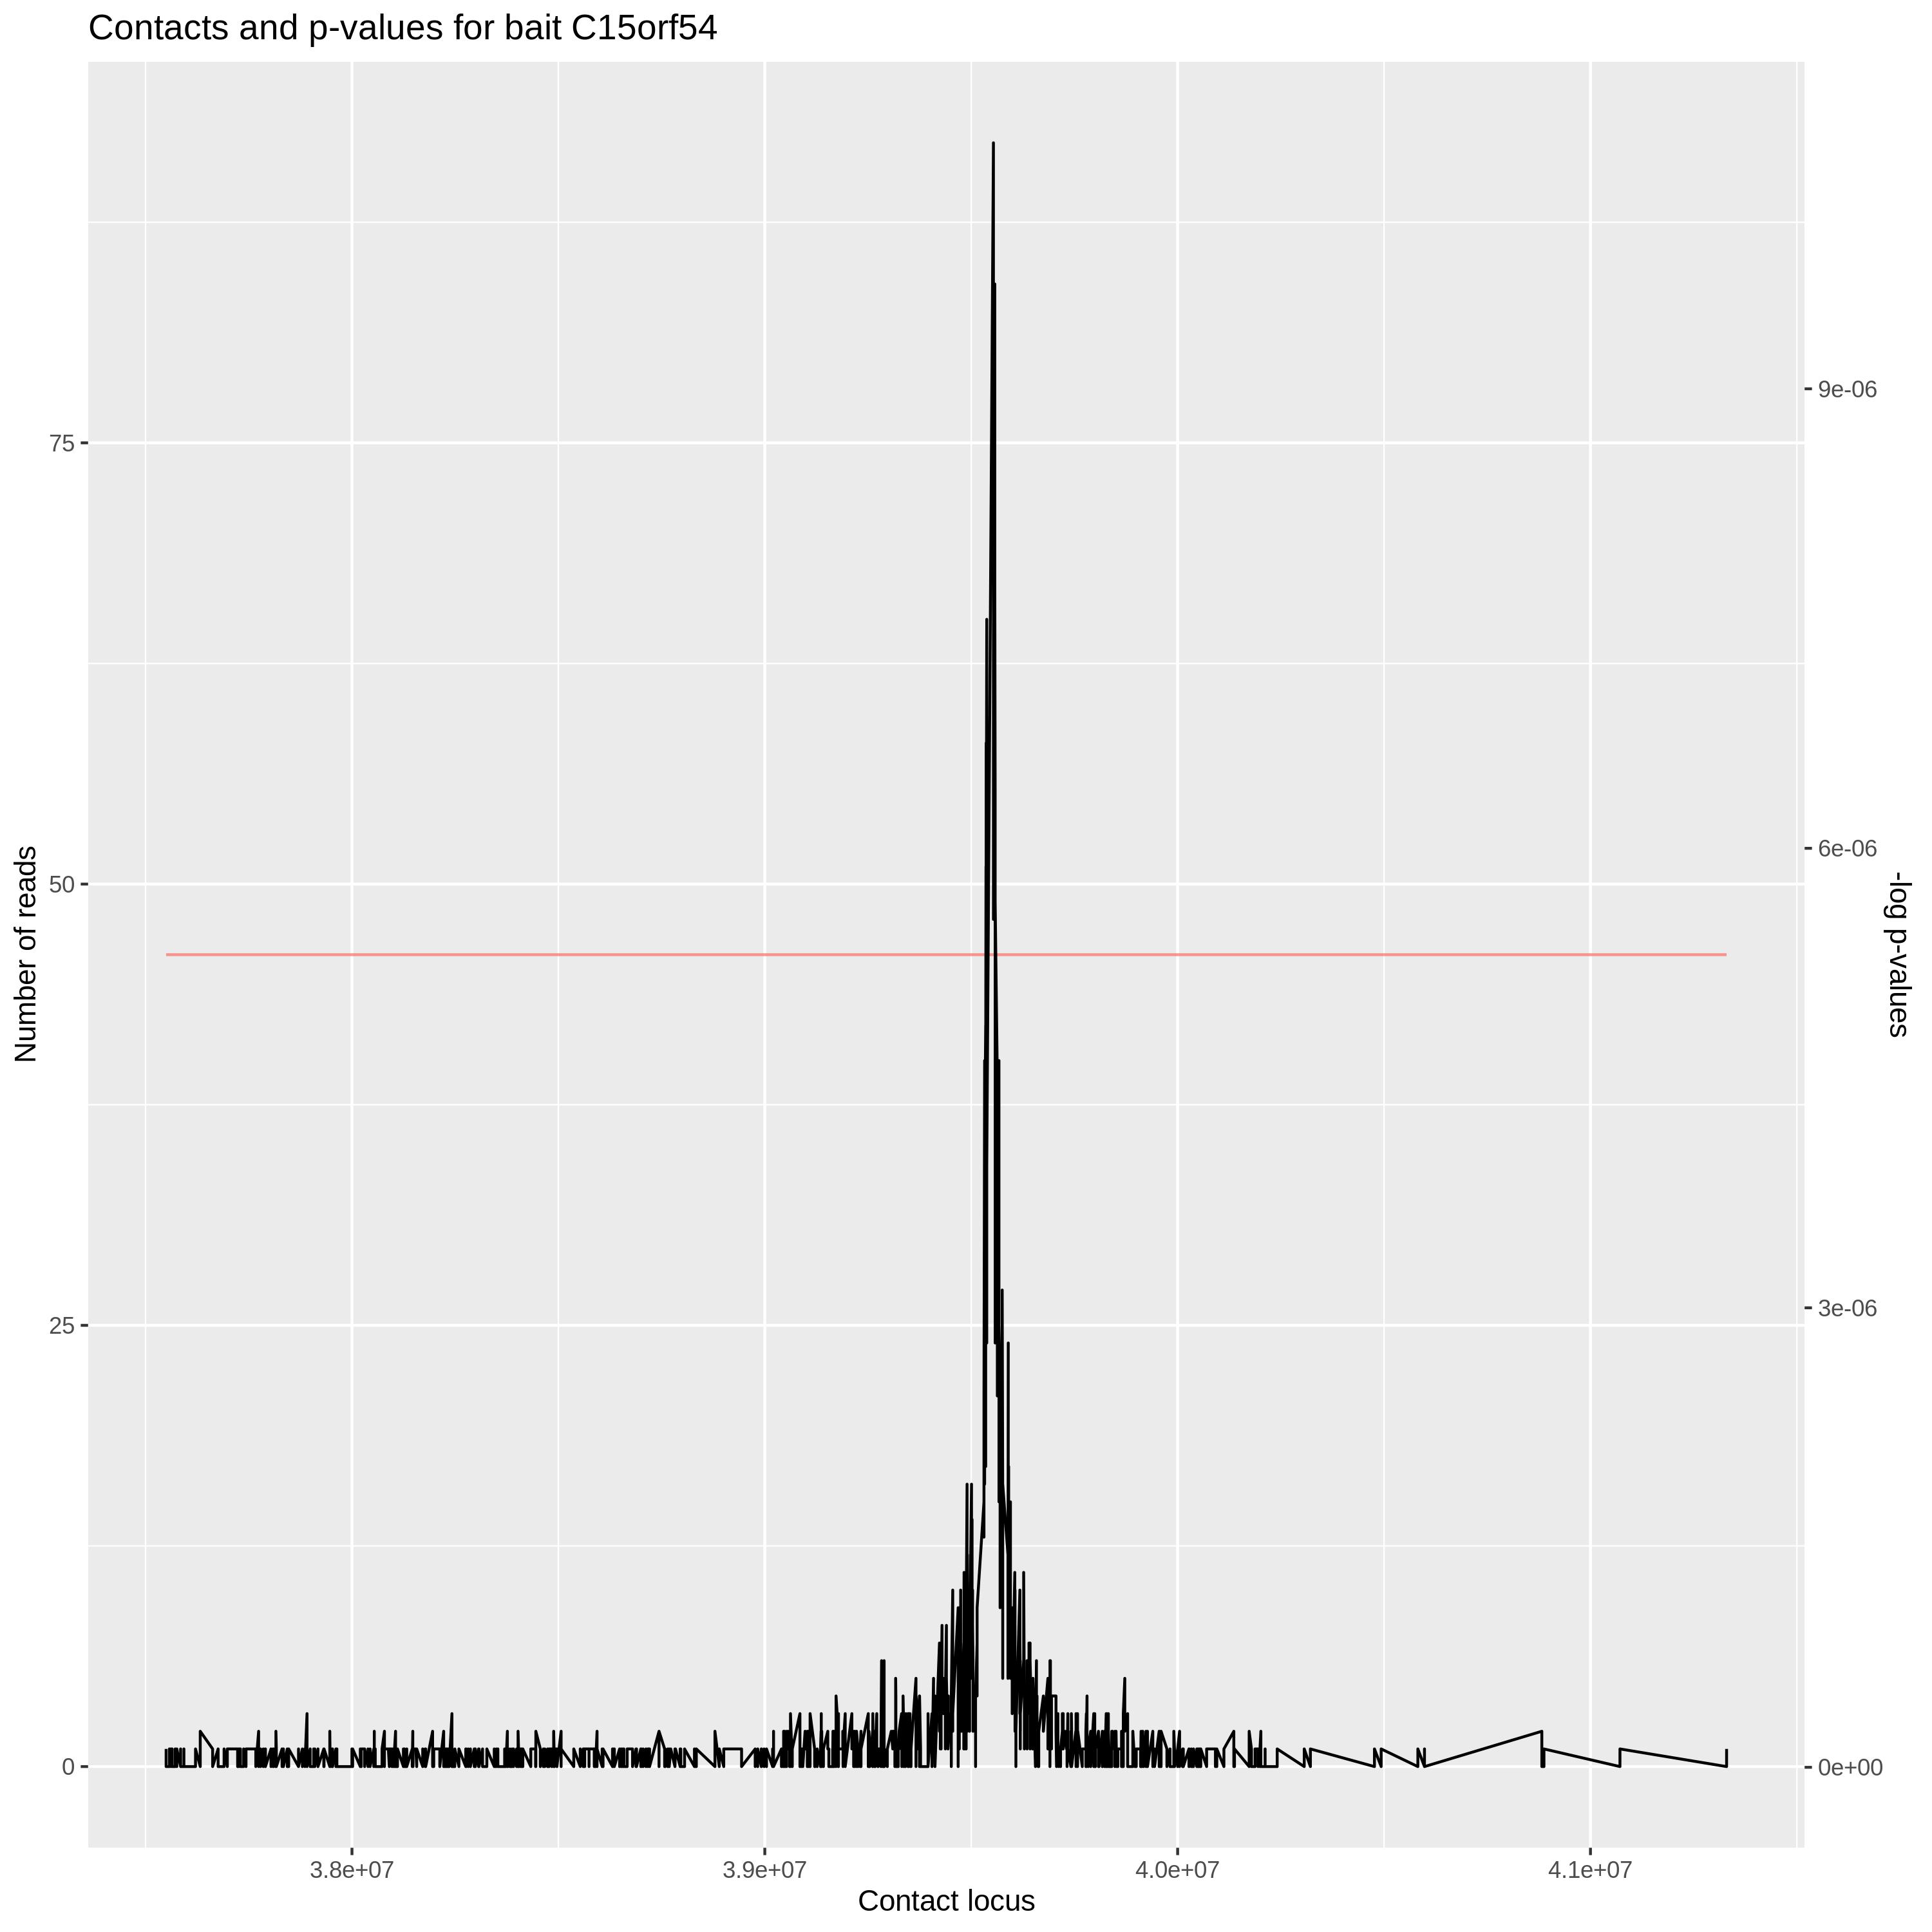 Contacts and p-values for bait C15orf54
75
50
25
0
9e-06
6e-06
3e-06
0e+00
Number of reads
-log p-values
3.8e+07
3.9e+07
4.0e+07
4.1e+07
Contact locus